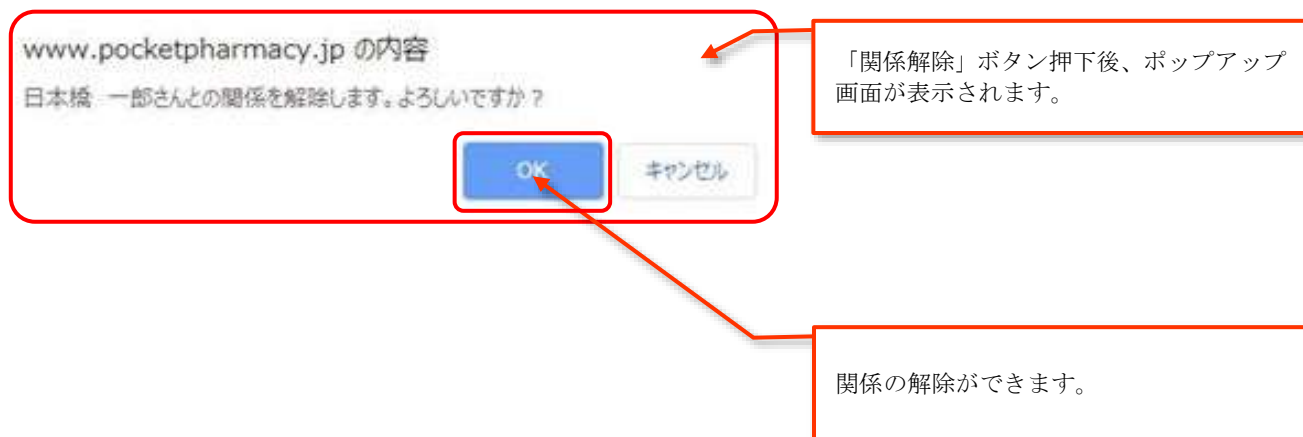 www.pocketpharmacy.jp の内容
日本橋　一郎さんとの関係を解除します。よろしいですか？
OK
キャンセル
「関係解除」ボタン押下後、ポップアップ
画面が表示されます。
関係の解除ができます。